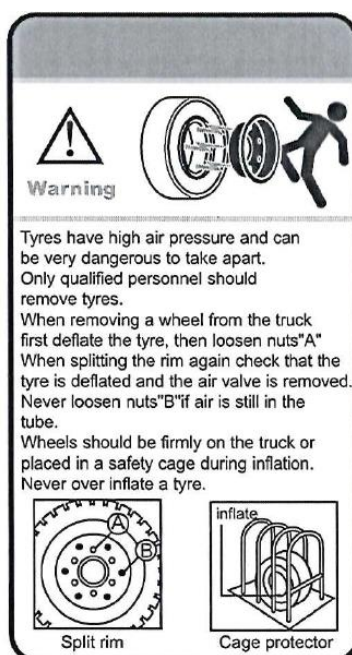 Warning
Tyres have high air pressure and can
be very dangerous to take apart.
Only qualified personnel should
remove tyres.
When removing a wheel from the truck
first deflate the tyre, then loosen nuts"A"
When splitting the rim again check that the
tyre is deflated and the air valve is removed.
Never loosen nuts"B"if air is still in the
tube.
Wheels should be firmly on the truck or
placed in a safety cage during inflation.
Never over inflate a tyre.
A
B
Split rim
inflate
Cage protector